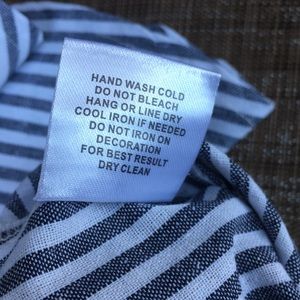 HAND WASH COLD
DO NOT BLEACH
HANG OR LINE DRY
COOL IRON IF NEEDED
DO NOT IRON ON
DECORATION
FOR BEST RESULT
DRY CLEAN